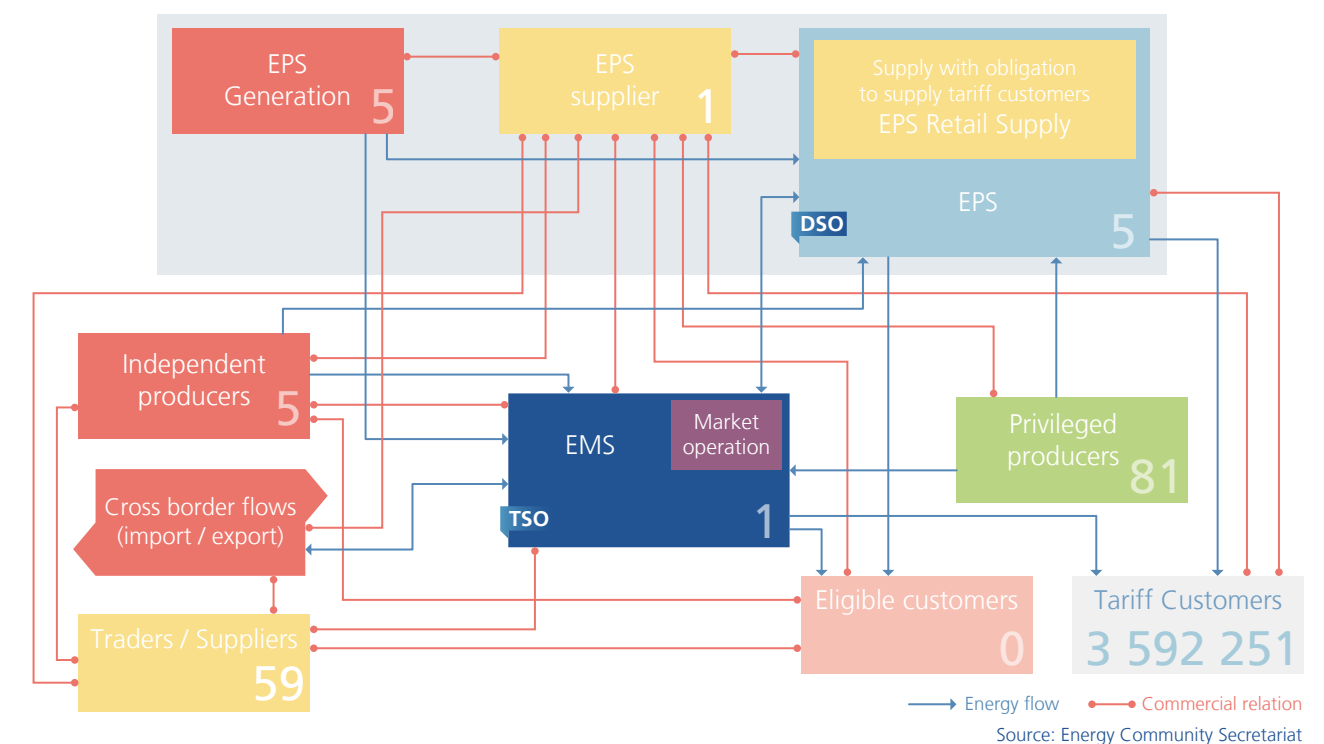 EPS
Generation
5
EPS
supplier
1
Supply with obligation
to supply tariff customers
EPS Retail Supply
EPS
DSO
5
Independent
producers
5
EMS
Market
operation
TSO
1
Privileged
producers
81
Cross border flows
(import / export)
Traders / Suppliers
59
Eligible customers
0
Tariff Customers
3 592 251
Energy flow
Commercial relation
Source: Energy Community Secretariat